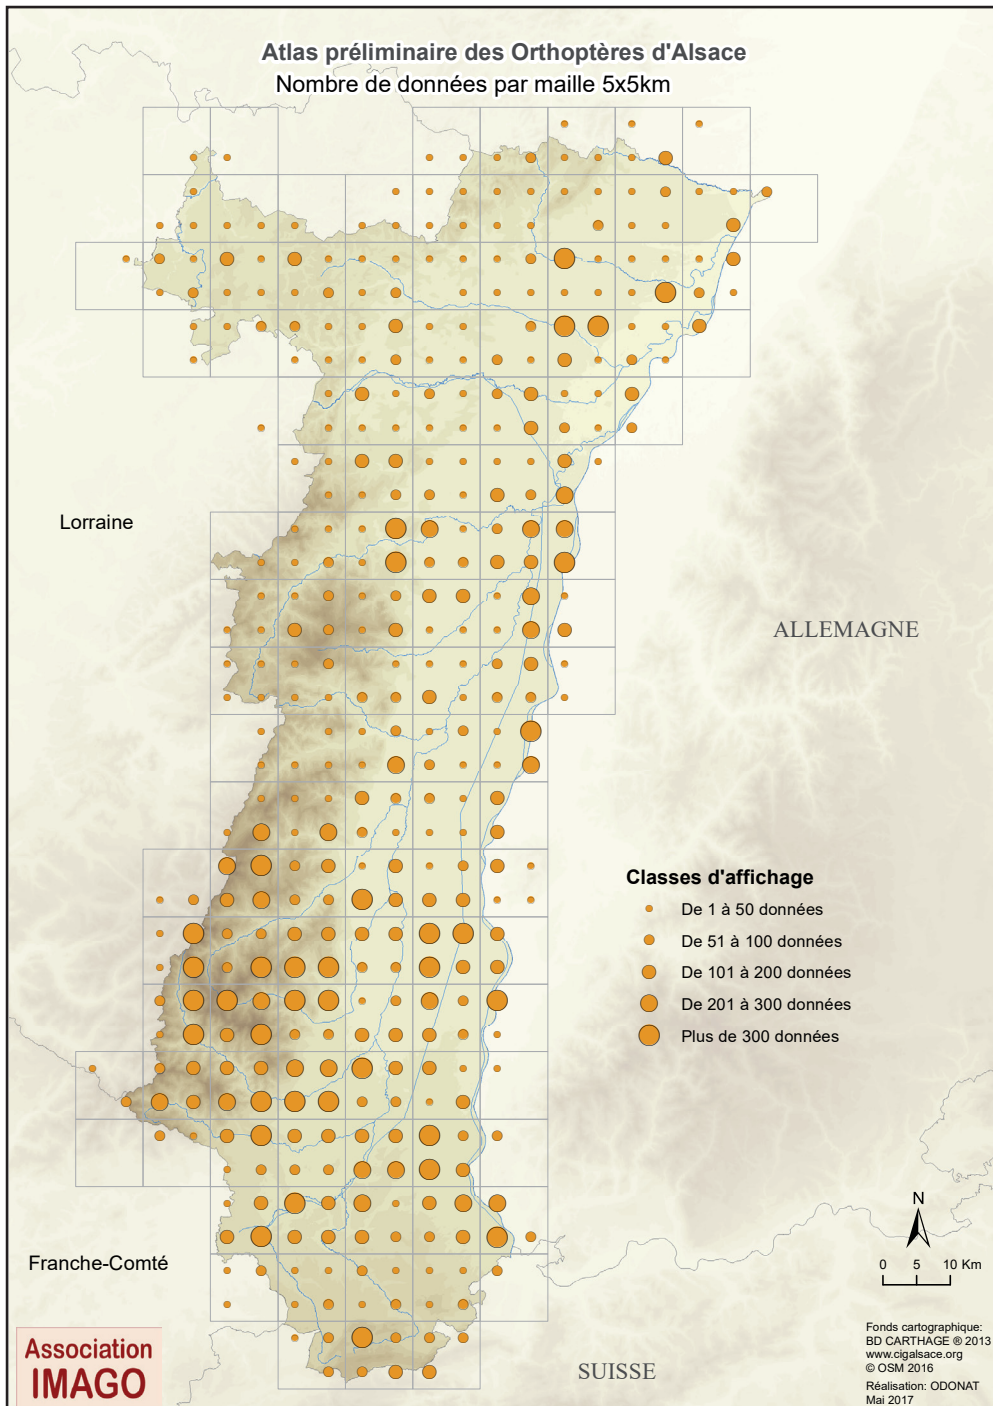 Atlas préliminaire des Orthoptères d'Alsace
Nombre de données par maille 5x5km
Lorraine
ALLEMAGNE
Classes d'affichage
De 1 à 50 données
De 51 à 100 données
De 101 à 200 données
De 201 à 300 données
Plus de 300 données
N
0 5 10 Km
Franche-Comté
SUISSE
Association
IMAGO
Fonds cartographique:
BD CARTHAGE ® 2013
www.cigalsace.org
© OSM 2016
Réalisation: ODONAT
Mai 2017